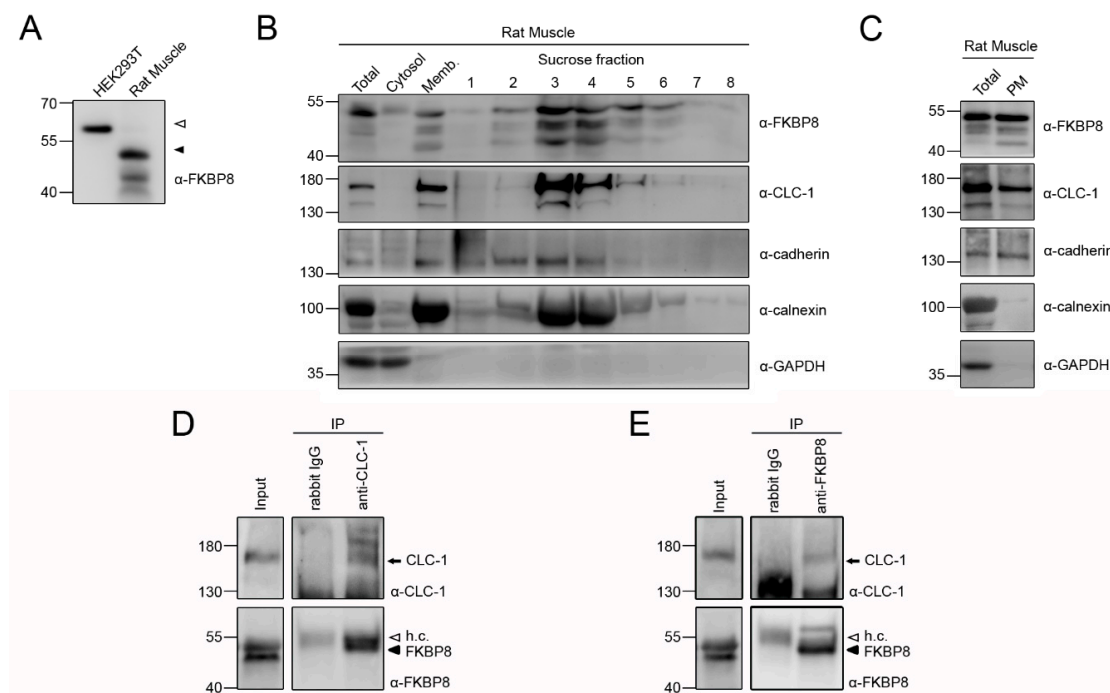 A
HEK293T
Rat Muscle
70
55
α-FKBP8
40
B
Rat Muscle
Sucrose fraction
Total Cytosol Memb. 1 2 3 4 5 6 7 8
55
α-FKBP8
40
180
α-CLC-1
130
α-cadherin
130
100
α-calnexin
α-GAPDH
35
C
Rat Muscle
Total PM
55
α-FKBP8
40
180
α-CLC-1
130
α-cadherin
130
100
α-calnexin
α-GAPDH
35
D
IP
Input rabbit IgG anti-CLC-1
180
CLC-1
130
α-CLC-1
55
h.c.
FKBP8
40
α-FKBP8
E
IP
Input rabbit IgG anti-FKBP8
180
CLC-1
130
α-CLC-1
55
h.c.
FKBP8
40
α-FKBP8